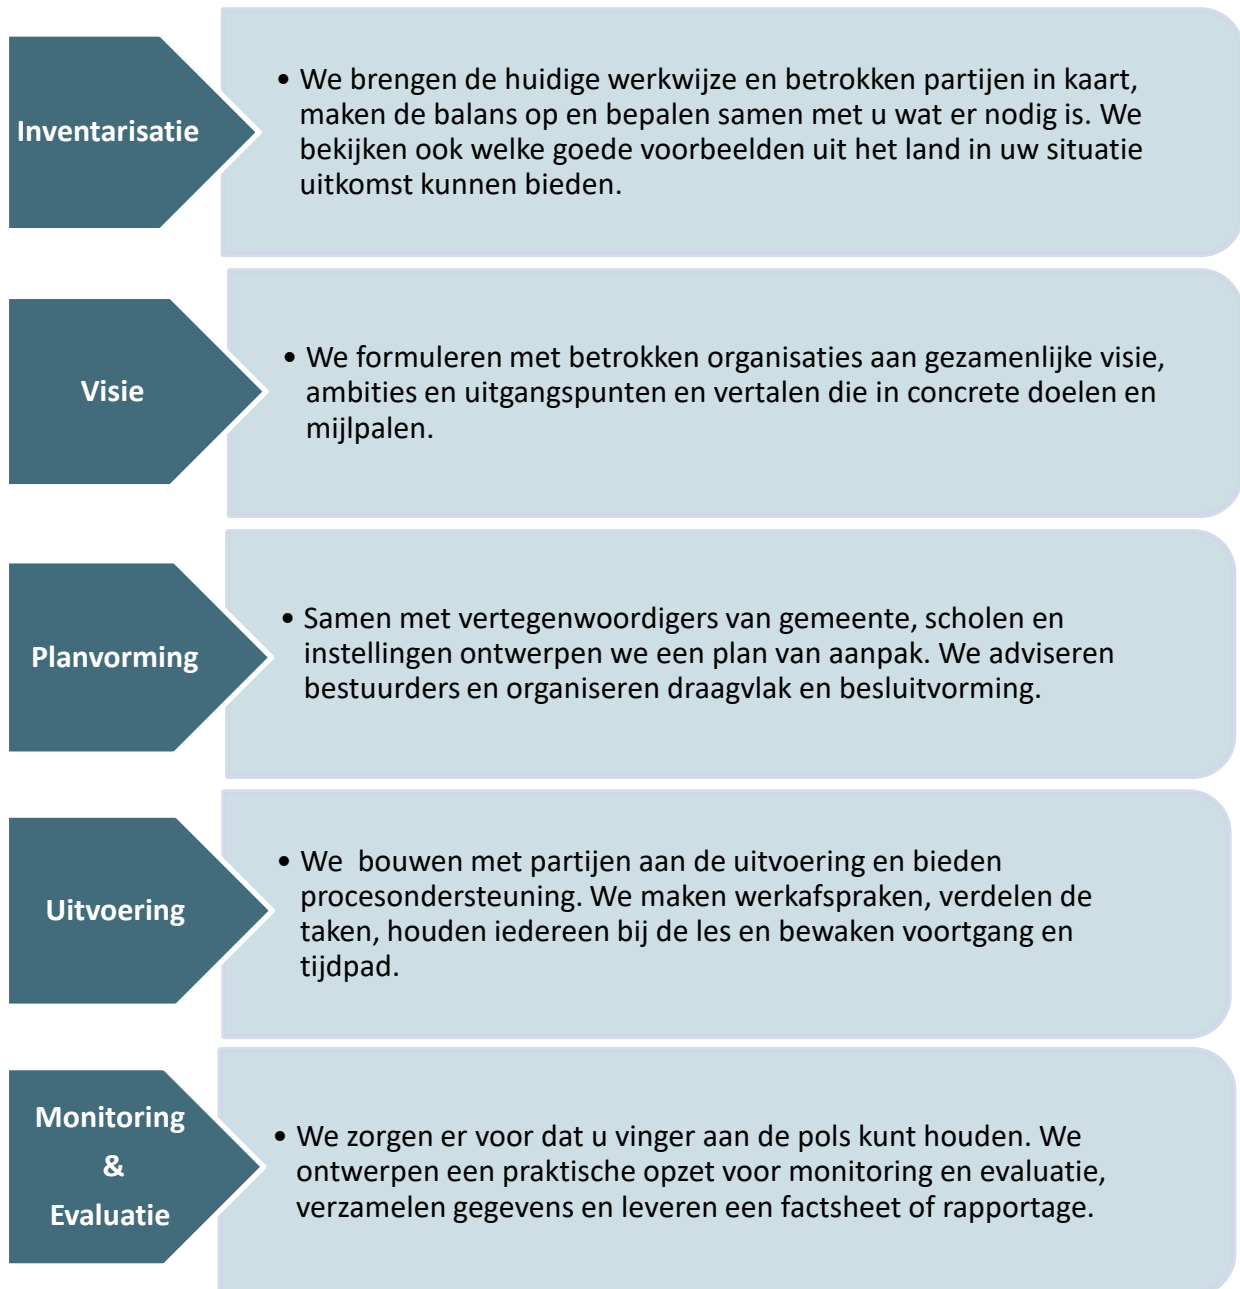 Inventarisatie
• We brengen de huidige werkwijze en betrokken partijen in kaart,
maken de balans op en bepalen samen met u wat er nodig is. We
bekijken ook welke goede voorbeelden uit het land in uw situatie
uitkomst kunnen bieden.
Visie
• We formuleren met betrokken organisaties aan gezamenlijke visie,
ambities en uitgangspunten en vertalen die in concrete doelen en
mijlpalen.
Planvorming
• Samen met vertegenwoordigers van gemeente, scholen en
instellingen ontwerpen we een plan van aanpak. We adviseren
bestuurders en organiseren draagvlak en besluitvorming.
Uitvoering
• We  bouwen met partijen aan de uitvoering en bieden
procesondersteuning. We maken werkafspraken, verdelen de
taken, houden iedereen bij de les en bewaken voortgang en
tijdpad.
Monitoring
&
Evaluatie
• We zorgen er voor dat u vinger aan de pols kunt houden. We
ontwerpen een praktische opzet voor monitoring en evaluatie,
verzamelen gegevens en leveren een factsheet of rapportage.